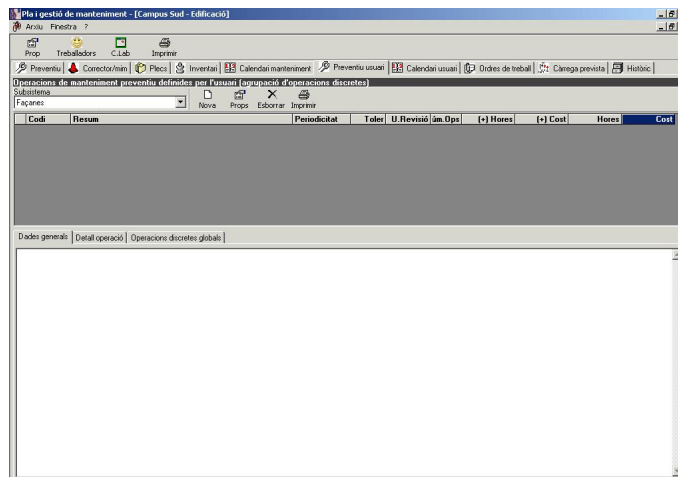 Pla i gestió de manteniment - [Campus Sud - Edificació]
Arxiu Finestra ?
Prop Treballadors C.Lab Imprimir
Preventiu Corrector/mim Plecs Inventari Calendari manteniment Preventiu usuari Calendari usuari Ordres de treball Càrrega prevista Històric
Operacions de manteniment preventiu definides per l'usuari (agrupació d'operacions discretes)
Subsistema
Façanes Nova Props Esborrar Imprimir
Codi Resum Periodicitat Toler U.Revisió úm.Ops (+) Hores (+) Cost Hores Cost
Dades generals Detall operació Operacions discretes globals